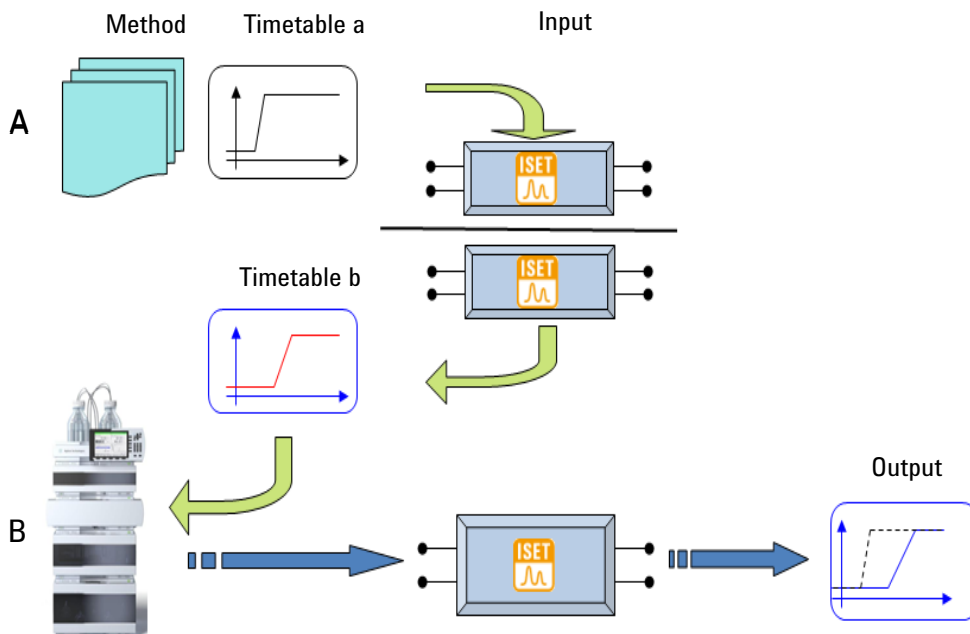 Method
Timetable a
Input
A
ISET
ISET
Timetable b
Output
B
ISET